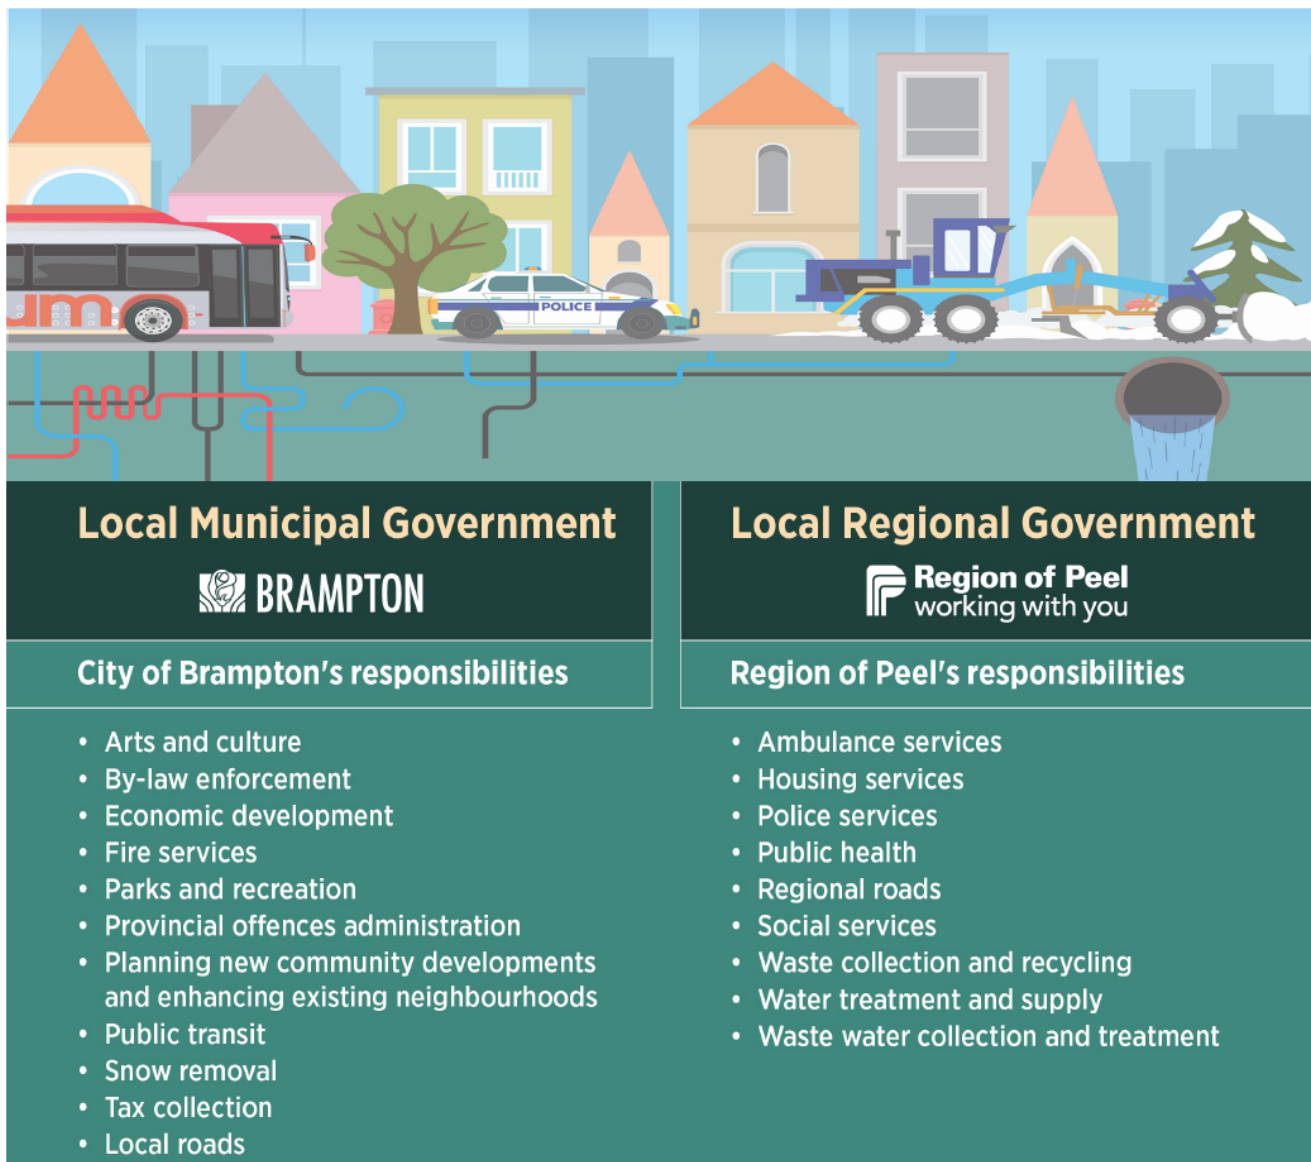 um
POLICE
Local Municipal Government
BRAMPTON
City of Brampton's responsibilities
• Arts and culture
• By-law enforcement
• Economic development
• Fire services
• Parks and recreation
• Provincial offences administration
• Planning new community developments
and enhancing existing neighbourhoods
• Public transit
• Snow removal
• Tax collection
• Local roads
Local Regional Government
Region of Peel
working with you
Region of Peel's responsibilities
• Ambulance services
• Housing services
• Police services
• Public health
• Regional roads
• Social services
• Waste collection and recycling
• Water treatment and supply
• Waste water collection and treatment